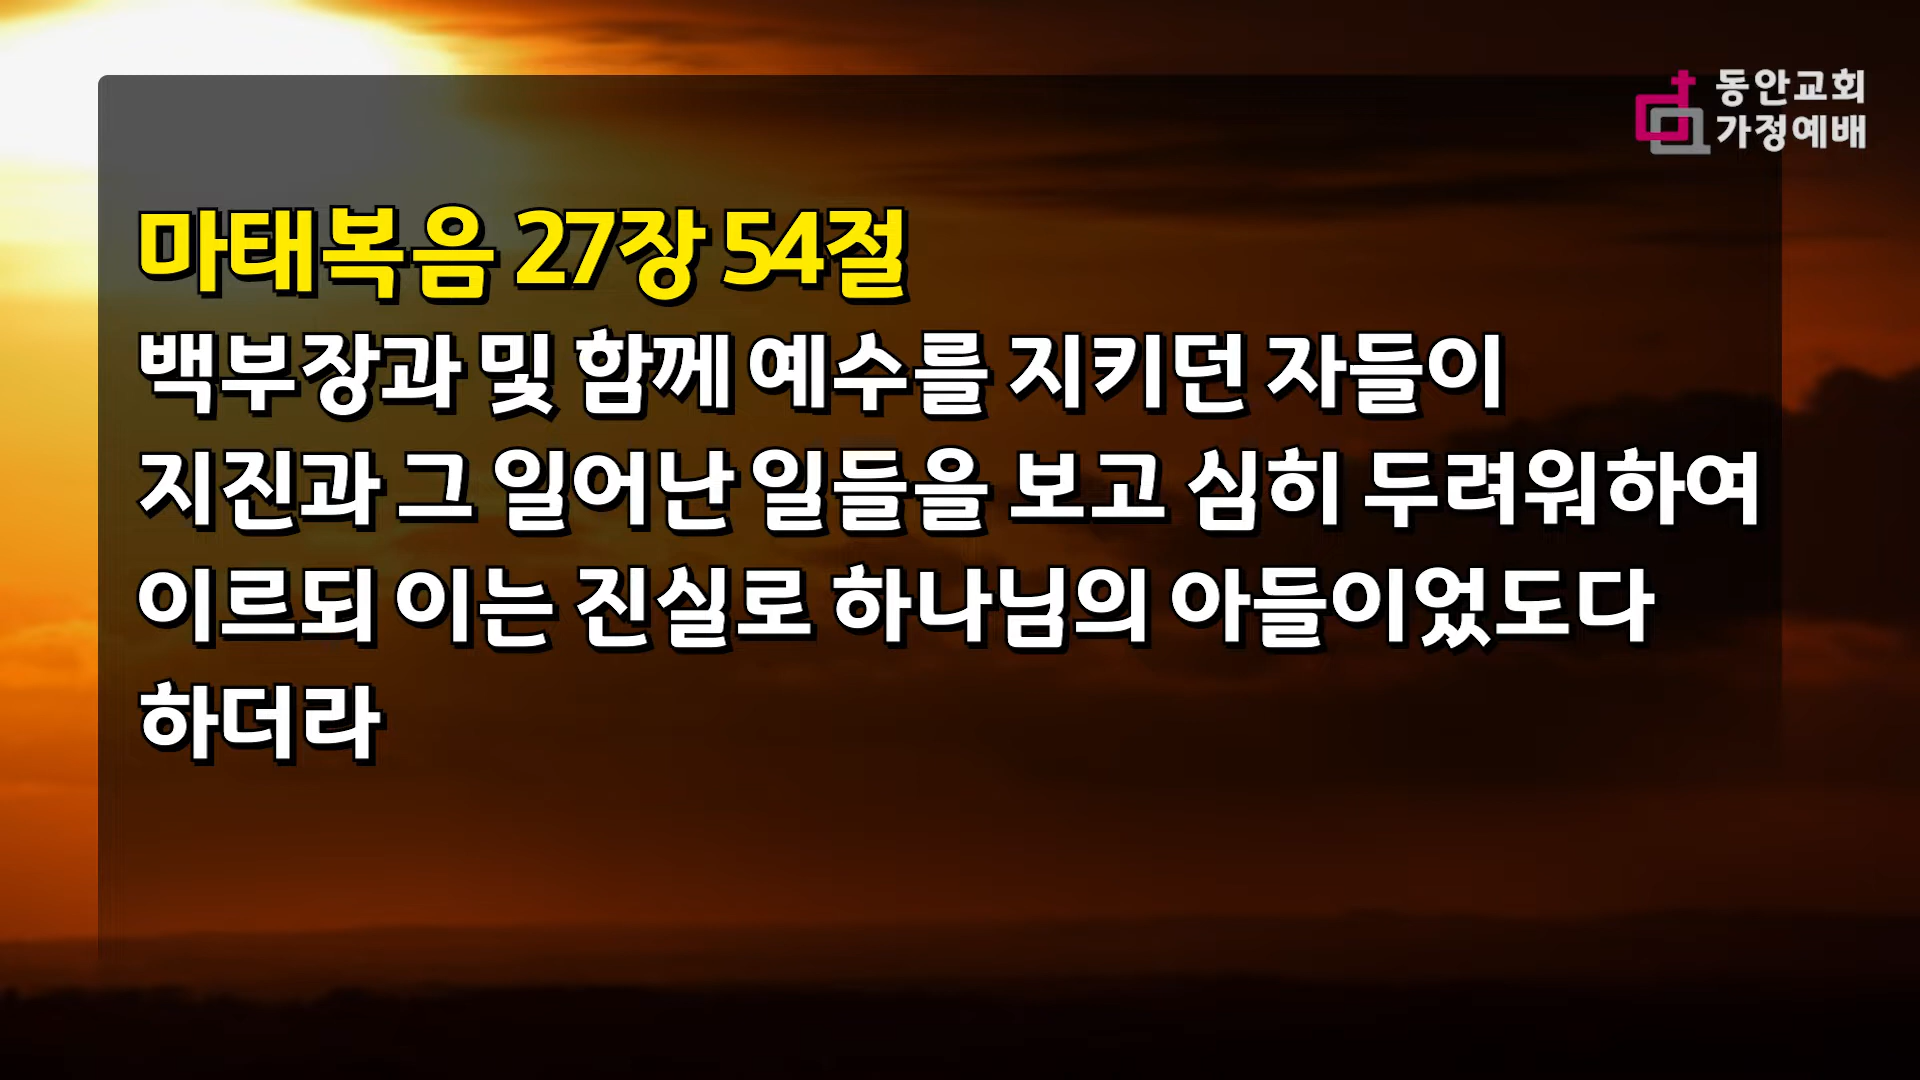 동안교회
가정예배
마태복음 27장 54절
백부장과 및 함께 예수를 지키던 자들이
지진과 그 일어난 일들을 보고 심히 두려워하여
이르되 이는 진실로 하나님의 아들이었도다
하더라